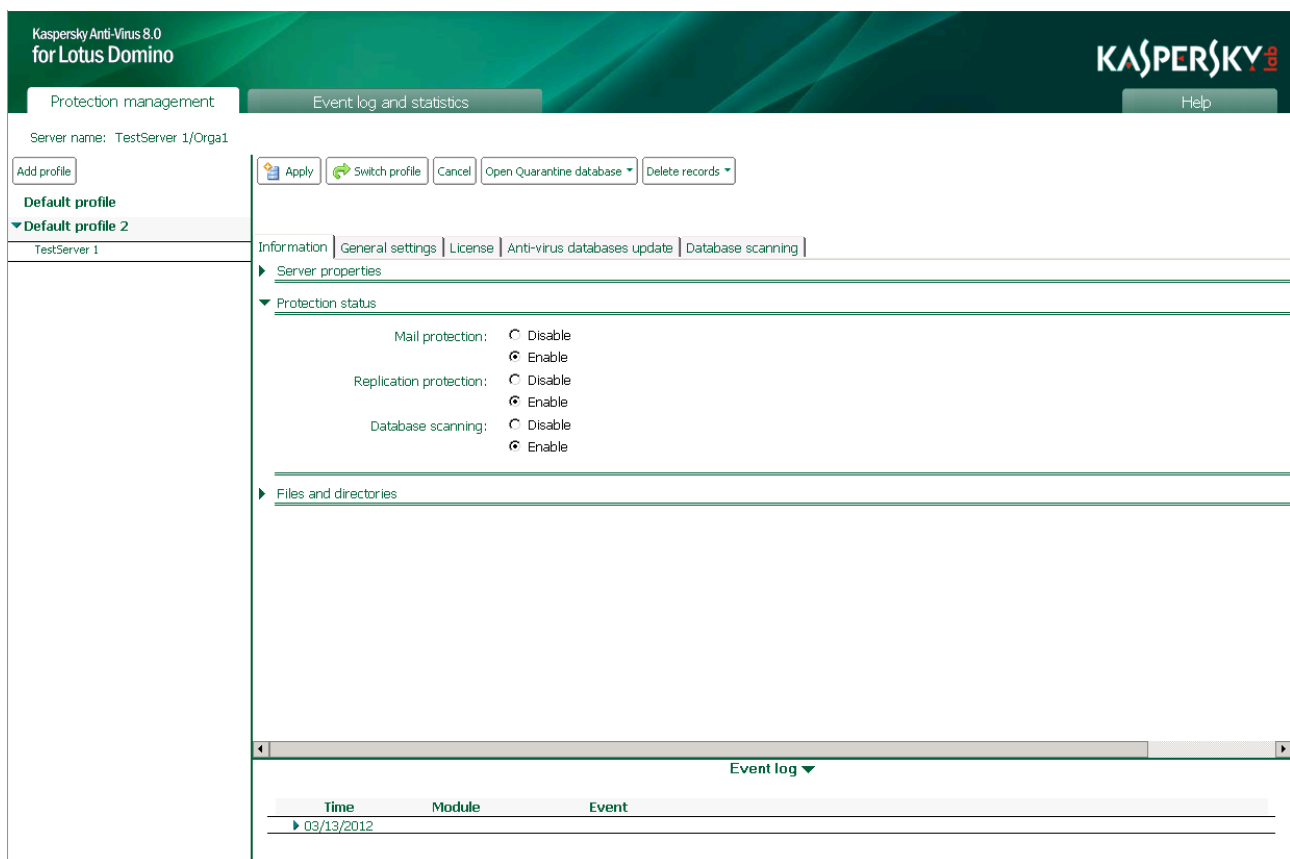 Kaspersky Anti-Virus 8.0
for Lotus Domino
KASPERSKY lab
Protection management
Event log and statistics
Help
Server name: TestServer 1/Orga1
Add profile
Default profile
Default profile 2
TestServer 1
Apply
Switch profile
Cancel
Open Quarantine database
Delete records
Information
General settings
License
Anti-virus databases update
Database scanning
Server properties
Protection status
Mail protection:
Disable
Enable
Replication protection:
Disable
Enable
Database scanning:
Disable
Enable
Files and directories
Event log
Time Module Event
03/13/2012